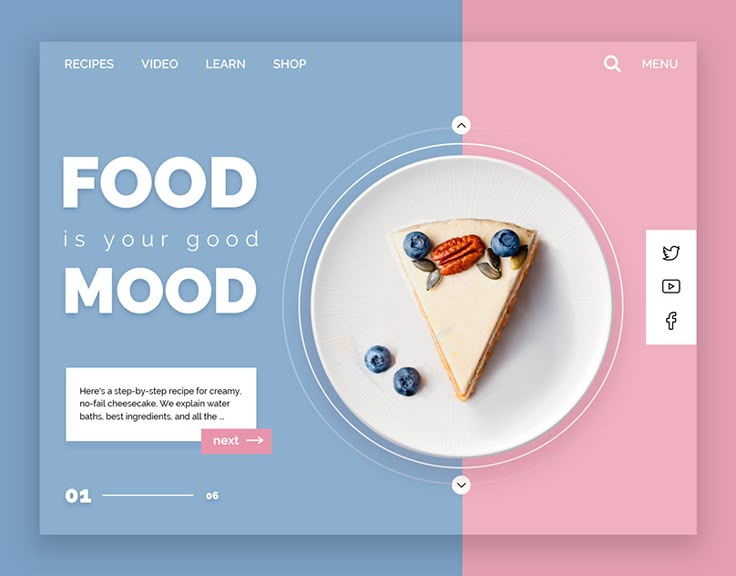 RECIPES VIDEO LEARN SHOP MENU
FOOD
is your good
MOOD
Here's a step-by-step recipe for creamy,
no-fail cheesecake. We explain water
baths, best ingredients, and all the ...
next
01 06